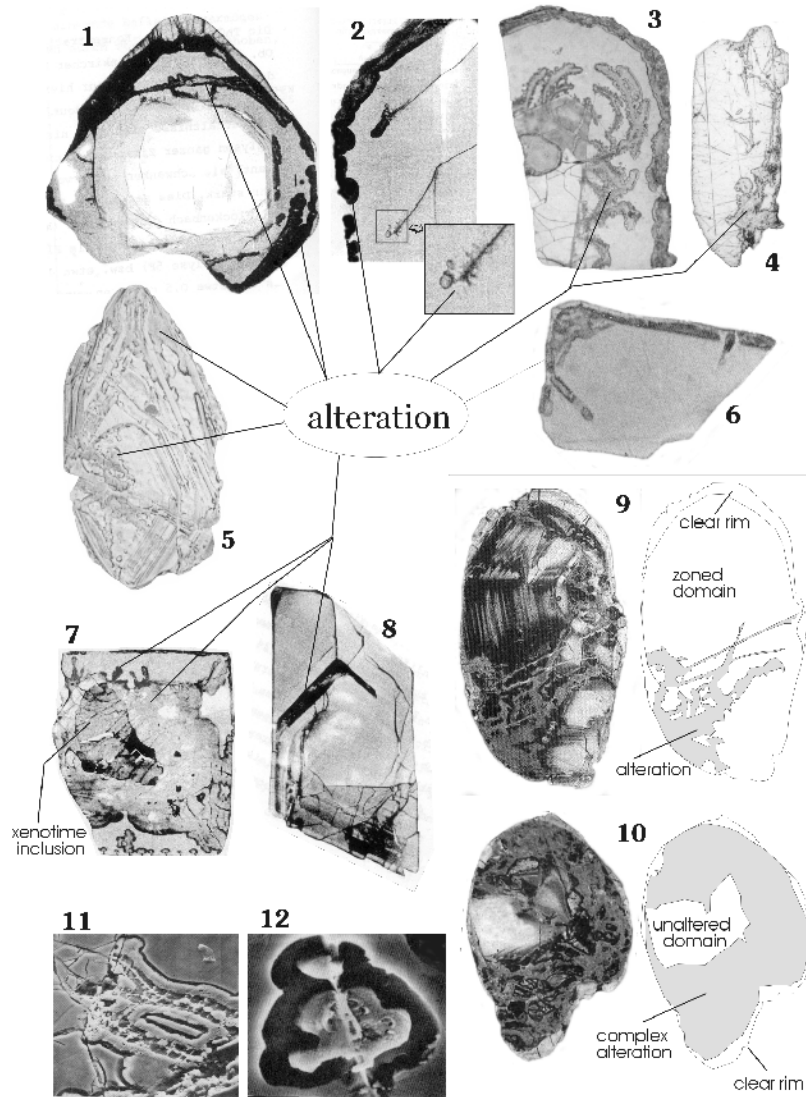 1
2
3
4
alteration
5
6
7
8
xenotime
inclusion
9
clear rim
zoned
domain
alteration
10
unaltered
domain
complex
alteration
clear rim
11
12